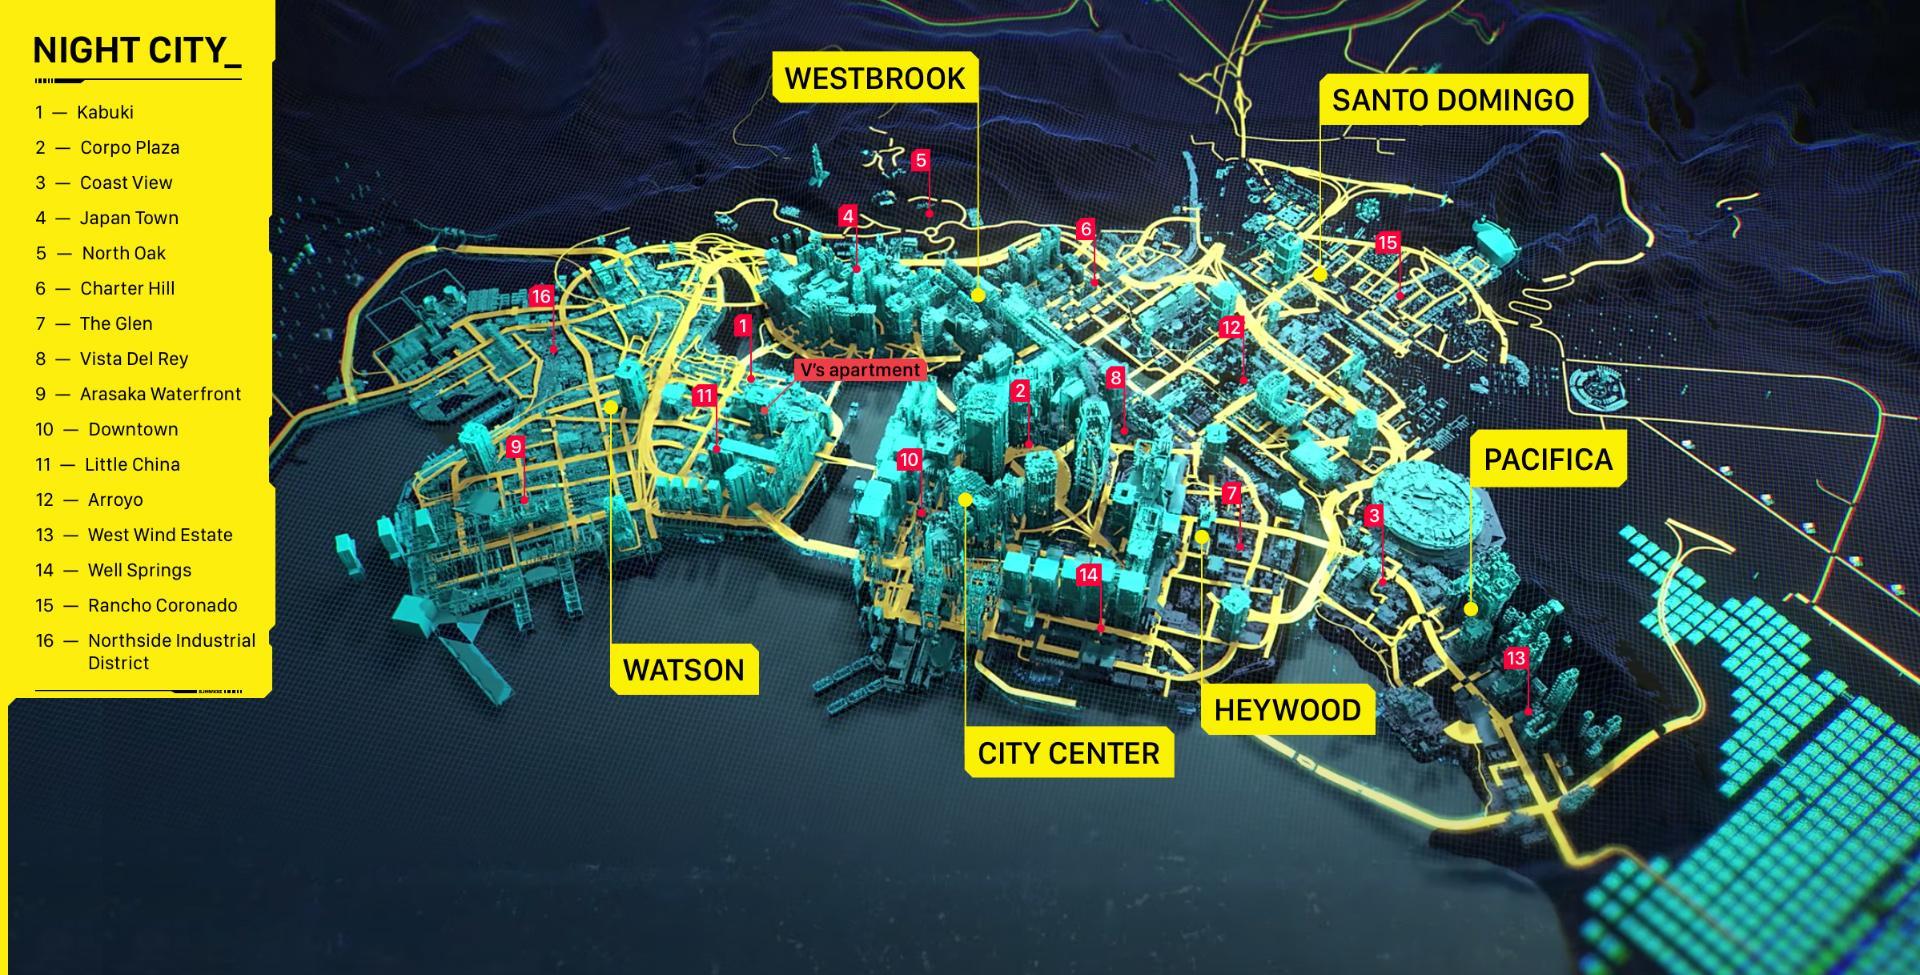 NIGHT CITY_
1 — Kabuki
2 — Corpo Plaza
3 — Coast View
4 — Japan Town
5 — North Oak
6 — Charter Hill
7 — The Glen
8 — Vista Del Rey
9 — Arasaka Waterfront
10 — Downtown
11 — Little China
12 — Arroyo
13 — West Wind Estate
14 — Well Springs
15 — Rancho Coronado
16 — Northside Industrial
District
WESTBROOK
SANTO DOMINGO
5
4
6
15
16
1
12
V's apartment
11
2
8
9
10
PACIFICA
7
3
14
13
WATSON
HEYWOOD
CITY CENTER